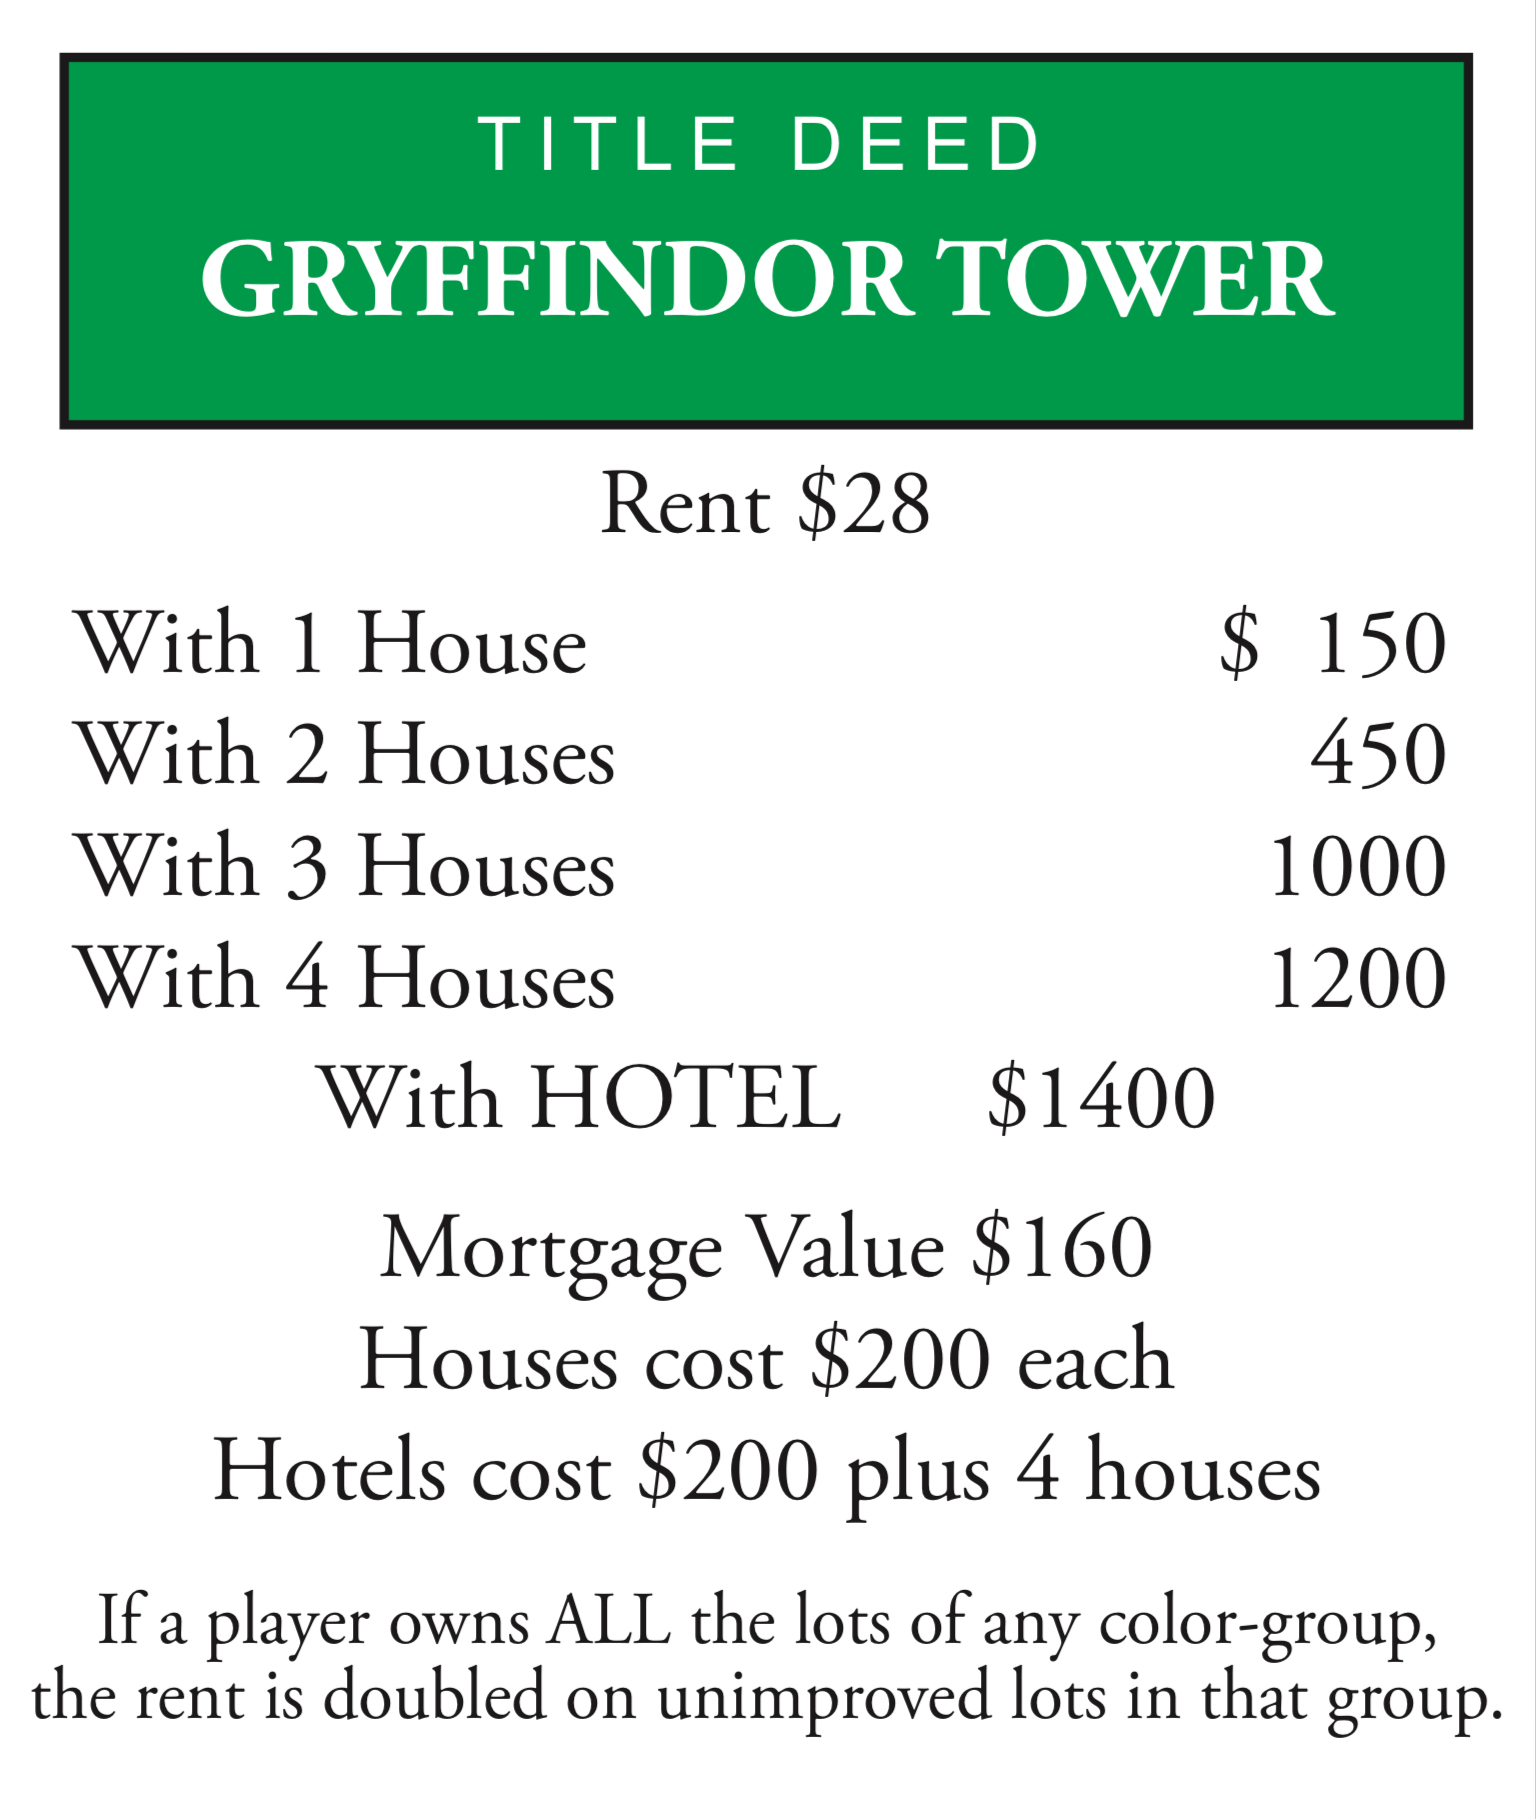 TITLE DEED
GRYFFINDOR TOWER
Rent $28
With 1 House $ 150
With 2 Houses 450
With 3 Houses 1000
With 4 Houses 1200
With HOTEL $1400
Mortgage Value $160
Houses cost $200 each
Hotels cost $200 plus 4 houses
If a player owns ALL the lots of any color-group,
the rent is doubled on unimproved lots in that group.